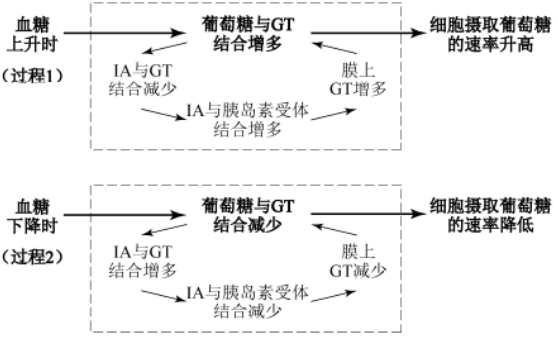 血糖
上升时
(过程1)
葡萄糖与GT
结合增多
细胞摄取葡萄糖
的速率升高
IA与GT
结合减少
膜上
GT增多
IA与胰岛素受体
结合增多
血糖
下降时
(过程2)
葡萄糖与GT
结合减少
细胞摄取葡萄糖
的速率降低
IA与GT
结合增多
膜上
GT减少
IA与胰岛素受体
结合减少